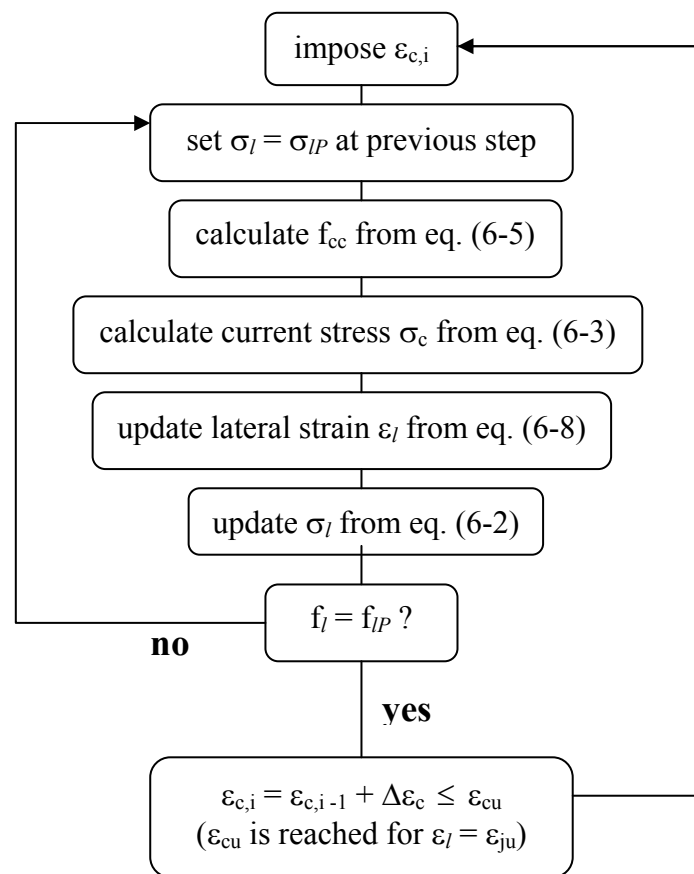 impose εc,i
set σl = σlP at previous step
calculate fcc from eq. (6-5)
calculate current stress σc from eq. (6-3)
update lateral strain εl from eq. (6-8)
update σl from eq. (6-2)
fl = flP ?
no
yes
εc,i = εc,i -1 + Δεc ≤ εcu
(εcu is reached for εl = εju)